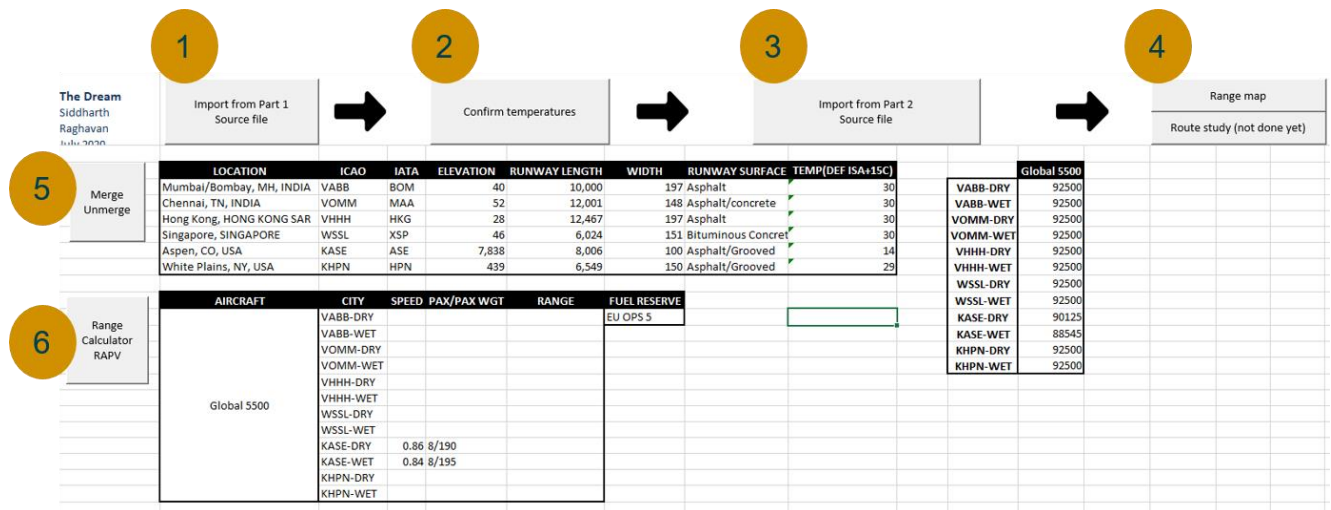 1
2
3
4
The Dream
Siddharth
Raghavan
July 2020
Import from Part 1
Source file
Confirm temperatures
Import from Part 2
Source file
Range map
Route study (not done yet)
5
Merge
Unmerge
LOCATION ICAO IATA ELEVATION RUNWAY LENGTH WIDTH RUNWAY SURFACE TEMP(DEF ISA+15C)
Mumbai/Bombay, MH, INDIA VABB BOM 40 10,000 197 Asphalt 30
Chennai, TN, INDIA VOMM MAA 52 12,001 148 Asphalt/concrete 30
Hong Kong, HONG KONG SAR VHHH HKG 28 12,467 197 Asphalt 30
Singapore, SINGAPORE WSSL XSP 46 6,024 151 Bituminous Concret 30
Aspen, CO, USA KASE ASE 7,838 8,006 100 Asphalt/Grooved 14
White Plains, NY, USA KHPN HPN 439 6,549 150 Asphalt/Grooved 29
Global 5500
VABB-DRY 92500
VABB-WET 92500
VOMM-DRY 92500
VOMM-WET 92500
VHHH-DRY 92500
VHHH-WET 92500
WSSL-DRY 92500
WSSL-WET 92500
KASE-DRY 90125
KASE-WET 88545
KHPN-DRY 92500
KHPN-WET 92500
6
Range
Calculator
RAPV
AIRCRAFT CITY SPEED PAX/PAX WGT RANGE FUEL RESERVE
VABB-DRY EU OPS 5
VABB-WET
VOMM-DRY
VOMM-WET
VHHH-DRY
Global 5500
VHHH-WET
WSSL-DRY
WSSL-WET
KASE-DRY 0.86 8/190
KASE-WET 0.84 8/195
KHPN-DRY
KHPN-WET